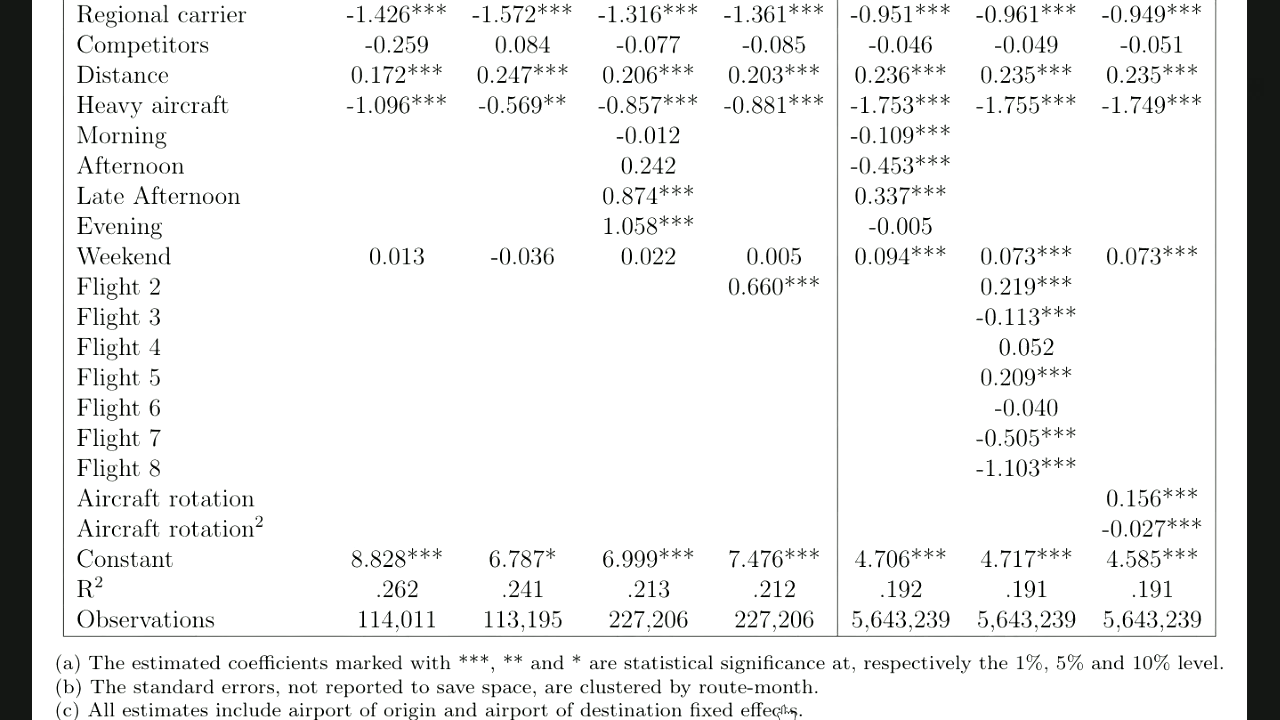 Regional carrier -1.426*** -1.572*** -1.316*** -1.361*** -0.951*** -0.961*** -0.949***
Competitors -0.259 0.084 -0.077 -0.085 -0.046 -0.049 -0.051
Distance 0.172*** 0.247*** 0.206*** 0.203*** 0.236*** 0.235*** 0.235***
Heavy aircraft -1.096*** -0.569** -0.857*** -0.881*** -1.753*** -1.755*** -1.749***
Morning -0.012 -0.109***
Afternoon 0.242 -0.453***
Late Afternoon 0.874*** 0.337***
Evening 1.058*** -0.005
Weekend 0.013 -0.036 0.022 0.005 0.094*** 0.073*** 0.073***
Flight 2 0.660*** 0.219***
Flight 3 -0.113***
Flight 4 0.052
Flight 5 0.209***
Flight 6 -0.040
Flight 7 -0.505***
Flight 8 -1.103***
Aircraft rotation 0.156***
Aircraft rotation² -0.027***
Constant 8.828*** 6.787* 6.999*** 7.476*** 4.706*** 4.717*** 4.585***
R² .262 .241 .213 .212 .192 .191 .191
Observations 114,011 113,195 227,206 227,206 5,643,239 5,643,239 5,643,239
(a) The estimated coefficients marked with ***, ** and * are statistical significance at, respectively the 1%, 5% and 10% level.
(b) The standard errors, not reported to save space, are clustered by route-month.
(c) All estimates include airport of origin and airport of destination fixed effects.